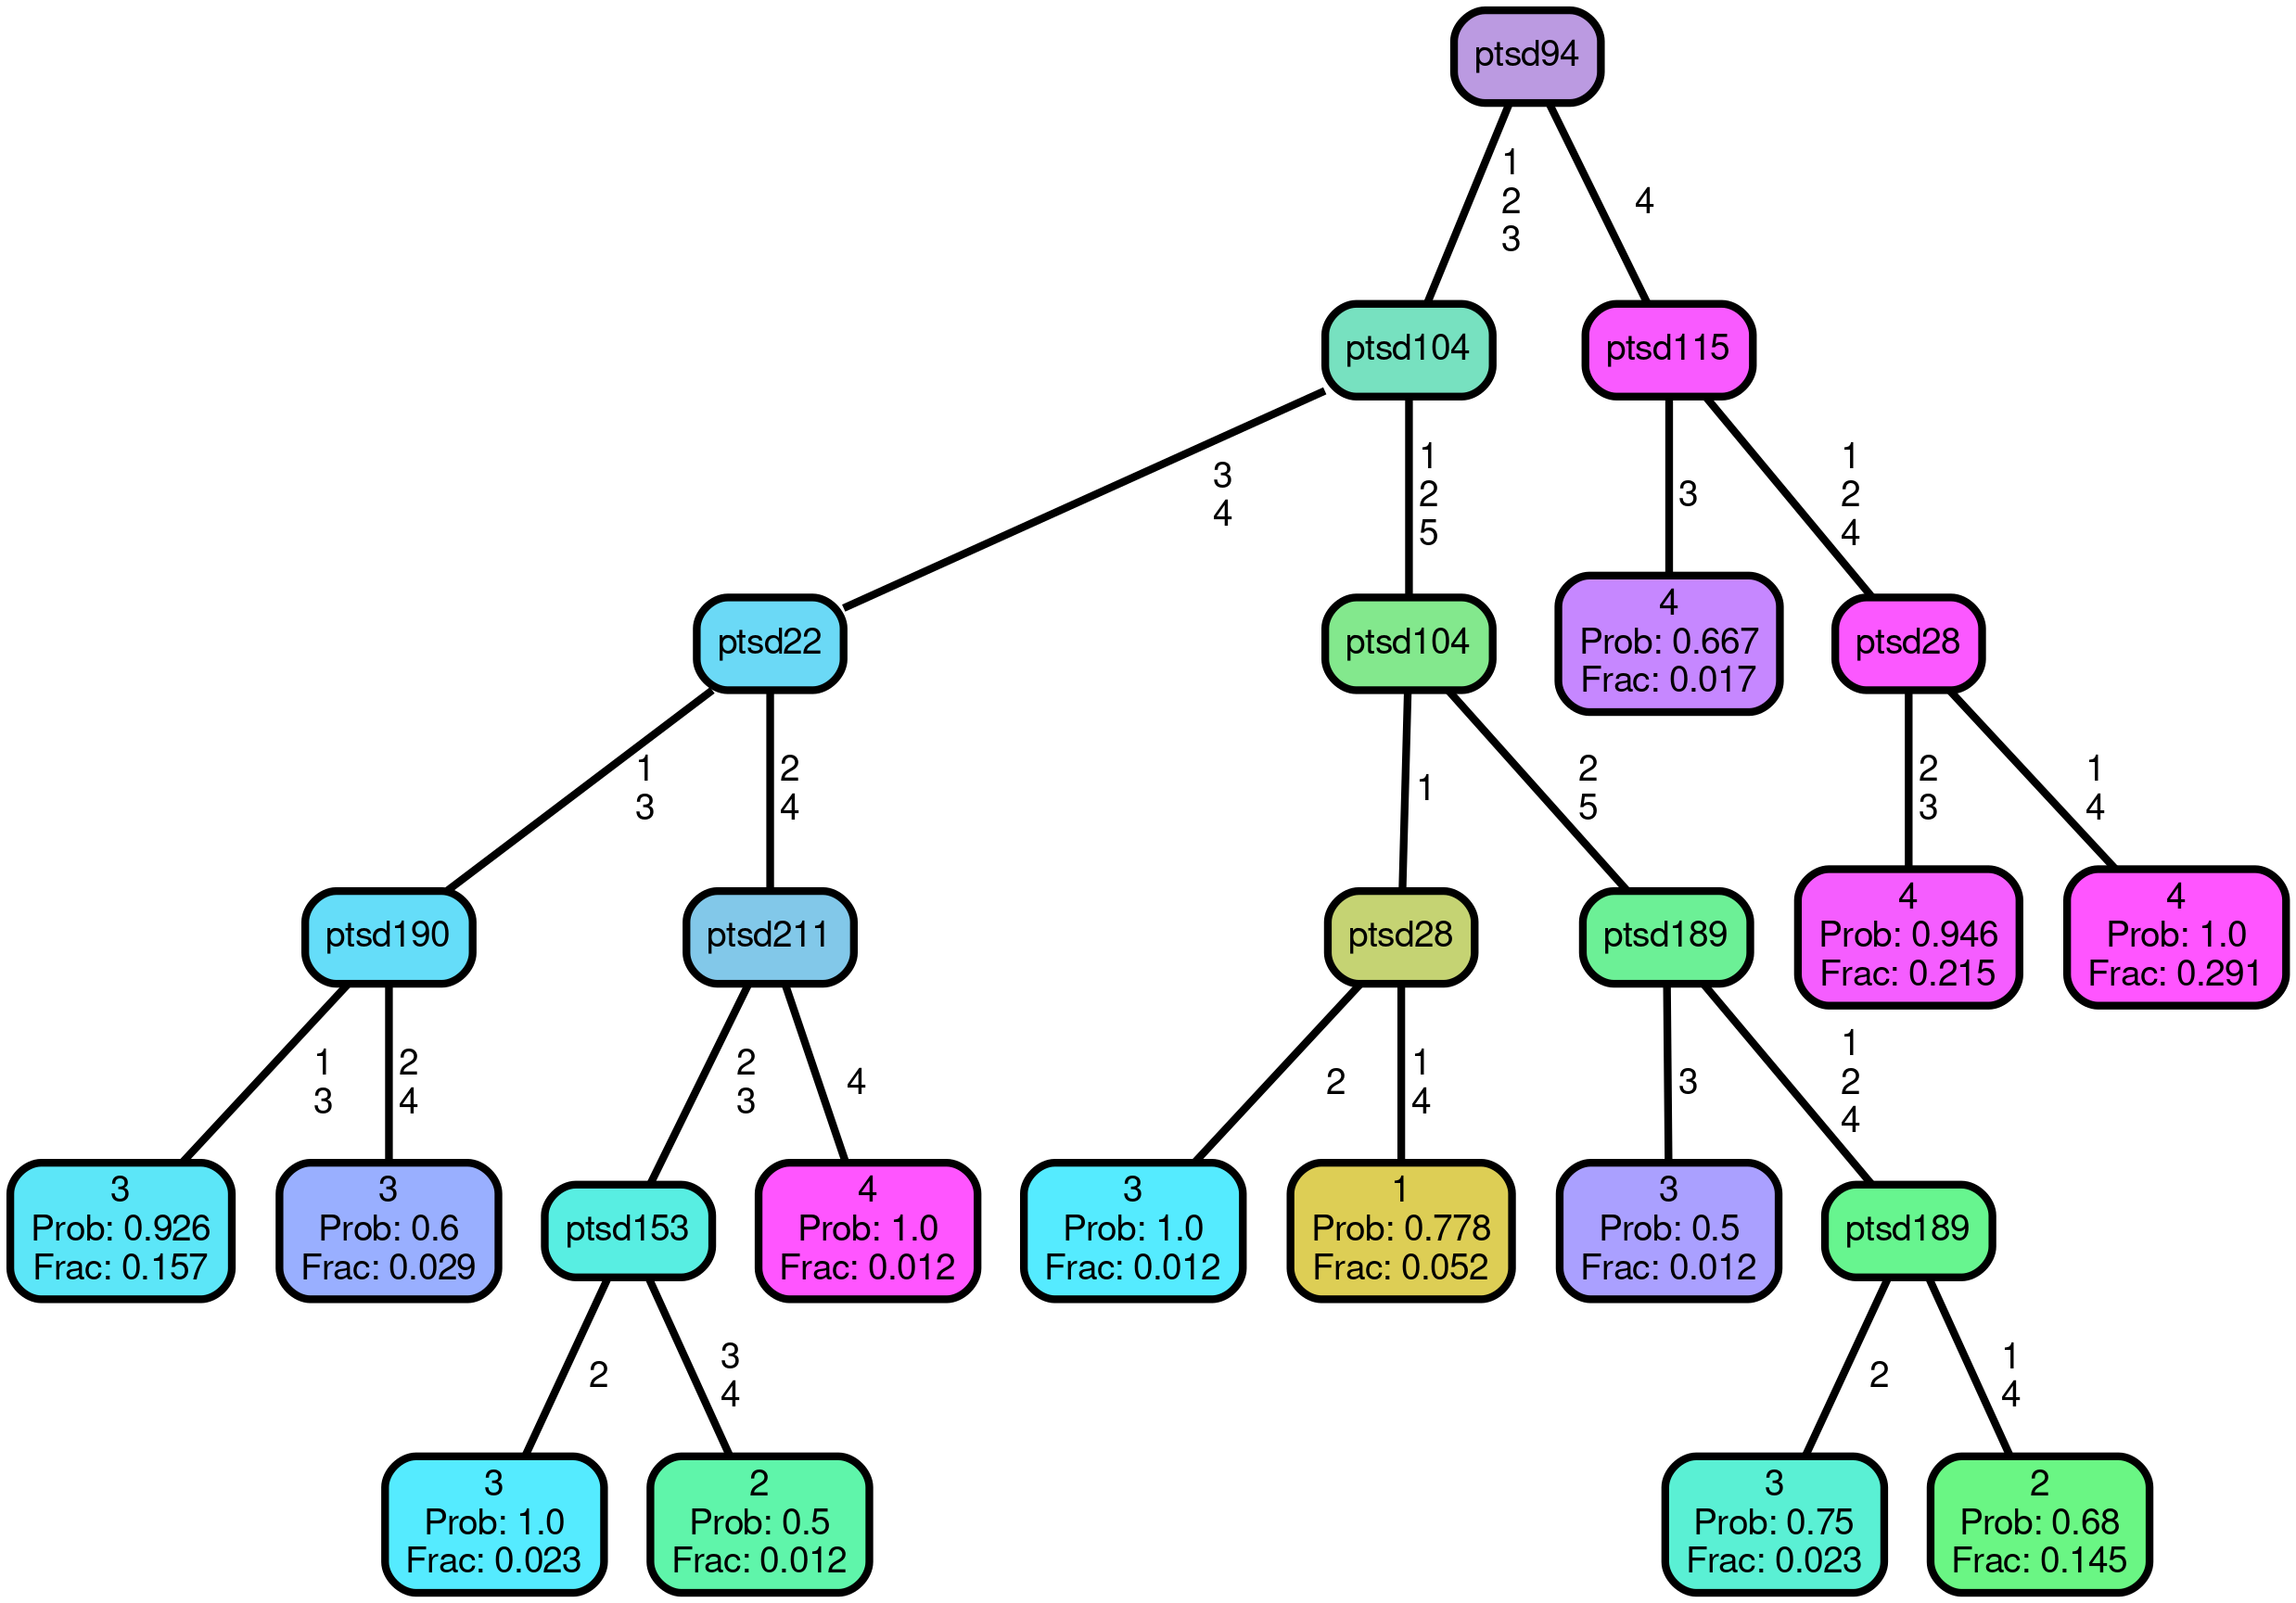 ptsd94
1
2
3
4
ptsd104
ptsd115
3
4
1
2
5
3
1
2
4
ptsd22
ptsd104
4
Prob: 0.667
Frac: 0.017
ptsd28
1
3
2
4
1
2
5
2
3
1
4
ptsd190
ptsd211
ptsd28
ptsd189
4
Prob: 0.946
Frac: 0.215
4
Prob: 1.0
Frac: 0.291
1
3
2
4
2
3
4
2
1
4
3
1
2
4
3
Prob: 0.926
Frac: 0.157
3
Prob: 0.6
Frac: 0.029
ptsd153
4
Prob: 1.0
Frac: 0.012
3
Prob: 1.0
Frac: 0.012
1
Prob: 0.778
Frac: 0.052
3
Prob: 0.5
Frac: 0.012
ptsd189
2
3
4
2
1
4
3
Prob: 1.0
Frac: 0.023
2
Prob: 0.5
Frac: 0.012
3
Prob: 0.75
Frac: 0.023
2
Prob: 0.68
Frac: 0.145